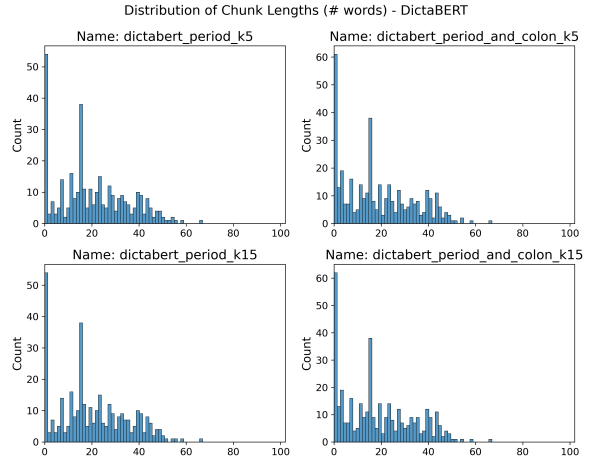 Distribution of Chunk Lengths (# words) - DictaBERT
Name: dictabert_period_k5
Name: dictabert_period_and_colon_k5
Count
50
40
30
20
10
0
0 20 40 60 80 100
Count
60
50
40
30
20
10
0
0 20 40 60 80 100
Name: dictabert_period_k15
Name: dictabert_period_and_colon_k15
Count
50
40
30
20
10
0
0 20 40 60 80 100
Count
60
50
40
30
20
10
0
0 20 40 60 80 100